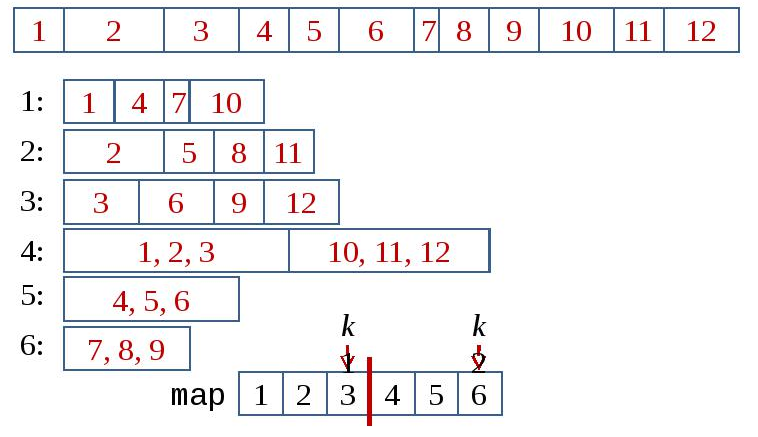 1 2 3 4 5 6 7 8 9 10 11 12
1: 1 4 7 10
2: 2 5 8 11
3: 3 6 9 12
4: 1, 2, 3 10, 11, 12
5: 4, 5, 6
6: 7, 8, 9
k k
1 2
map 1 2 3 4 5 6